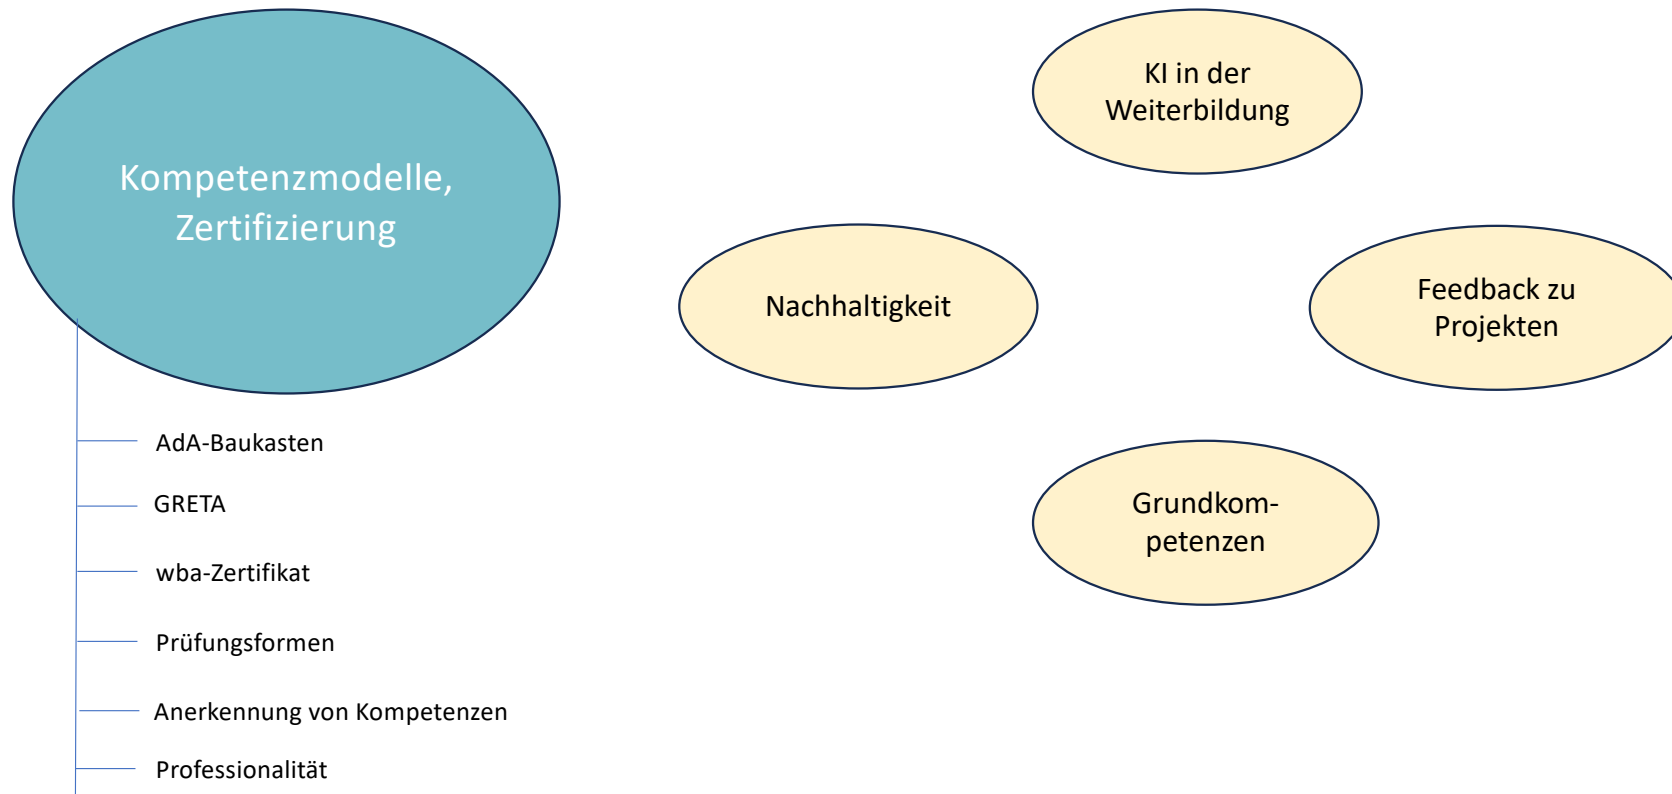 Kompetenzmodelle,
Zertifizierung
AdA-Baukasten
GRETA
wba-Zertifikat
Prüfungsformen
Anerkennung von Kompetenzen
Professionalität
KI in der
Weiterbildung
Nachhaltigkeit
Feedback zu
Projekten
Grundkom-
petenzen